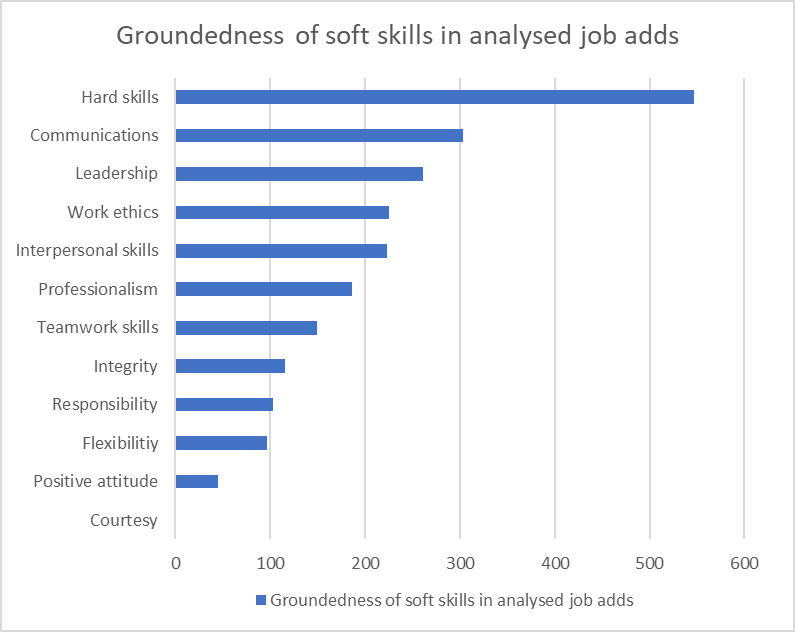 Groundedness of soft skills in analysed job adds
Hard skills
Communications
Leadership
Work ethics
Interpersonal skills
Professionalism
Teamwork skills
Integrity
Responsibility
Flexibilitiy
Positive attitude
Courtesy
0 100 200 300 400 500 600
Groundedness of soft skills in analysed job adds